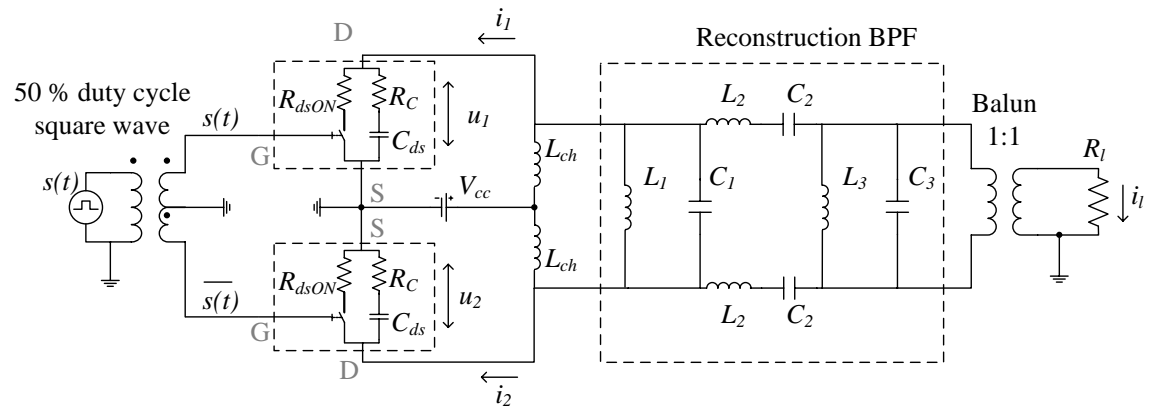 D
i1
Reconstruction BPF
50 % duty cycle
square wave
s(t)
RdsON
RC
u1
Cds
G
L2
C2
Balun
1:1
Lch
Rl
s(t)
S
Vcc
L1
C1
L3
C3
il
S
Lch
RdsON
RC
u2
s(t)
Cds
G
L2
C2
D
i2